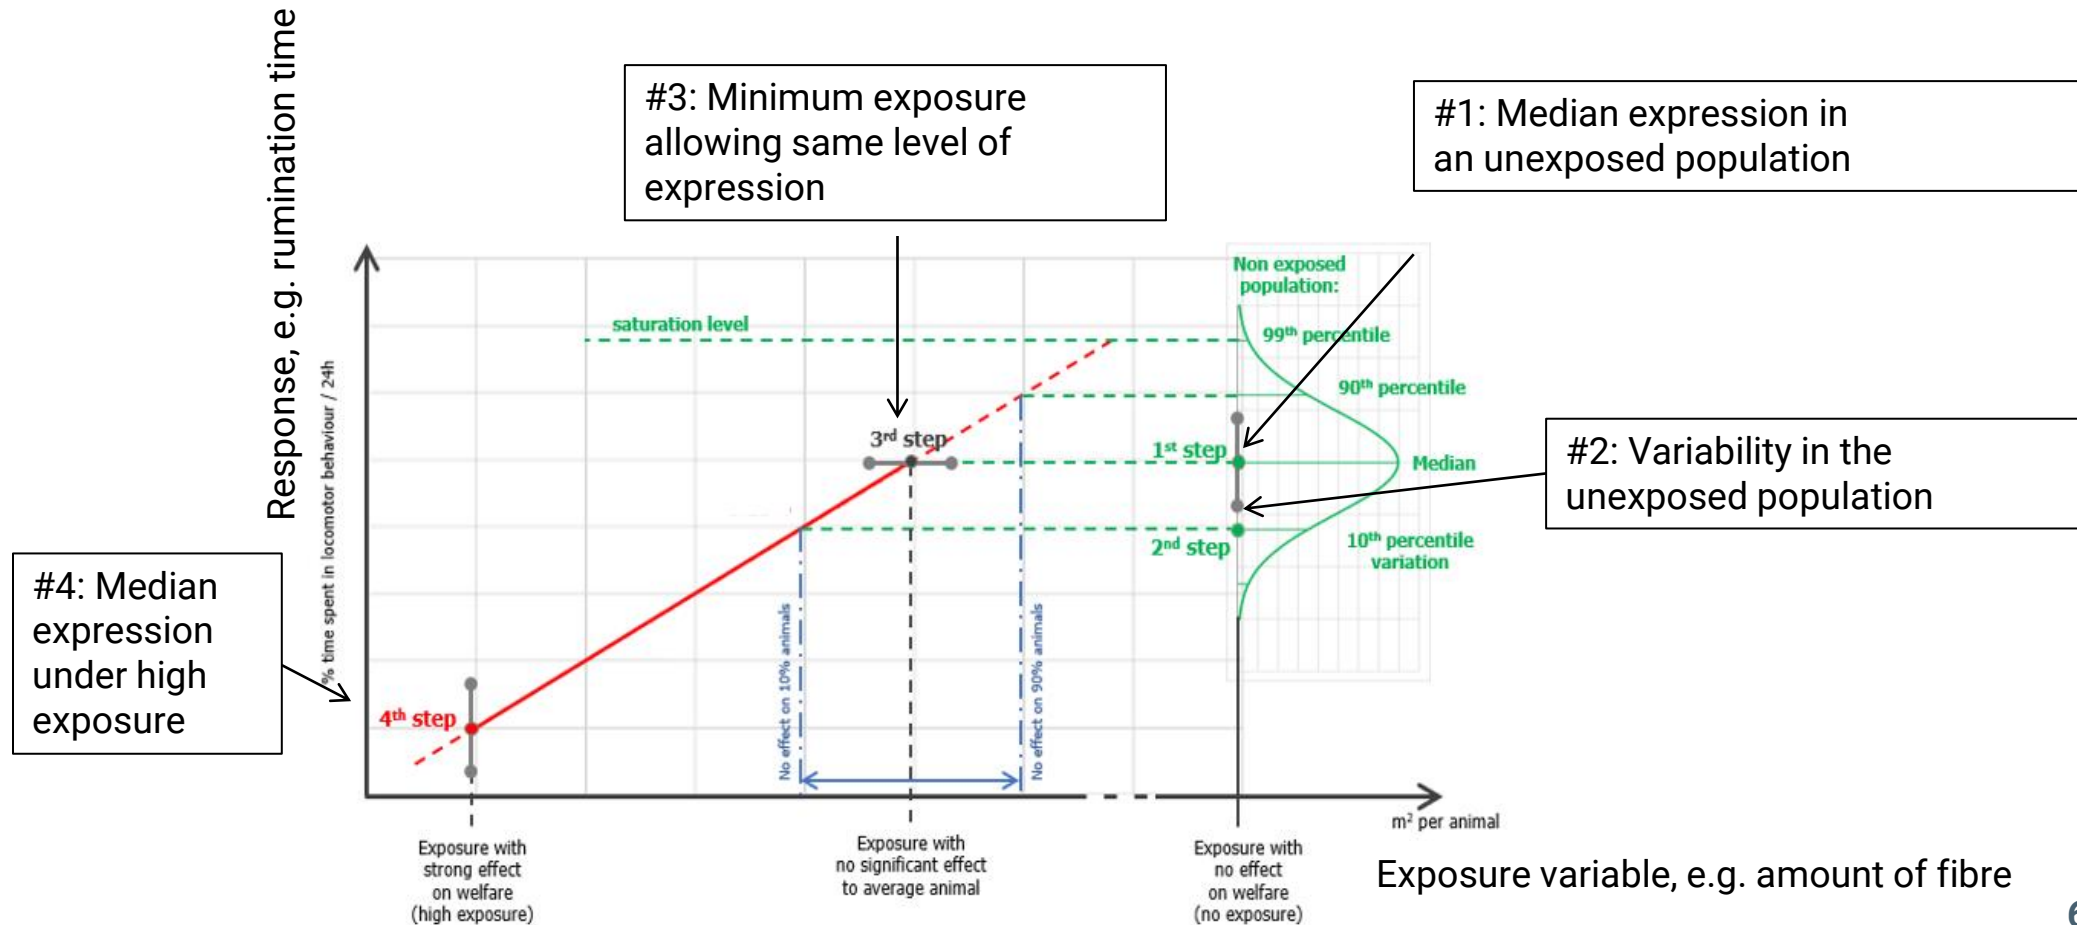 Response, e.g. rumination time
% time spent in locomotor behaviour / 24h
#3: Minimum exposure
allowing same level of
expression
#1: Median expression in
an unexposed population
#2: Variability in the
unexposed population
#4: Median
expression
under high
exposure
Non exposed
population:
saturation level
99th percentile
90th percentile
3rd step
1st step
Median
2nd step
10th percentile
variation
4th step
No effect on 10% animals
No effect on 90% animals
m² per animal
Exposure with
strong effect
on welfare
(high exposure)
Exposure with
no significant effect
to average animal
Exposure with
no effect
on welfare
(no exposure)
Exposure variable, e.g. amount of fibre